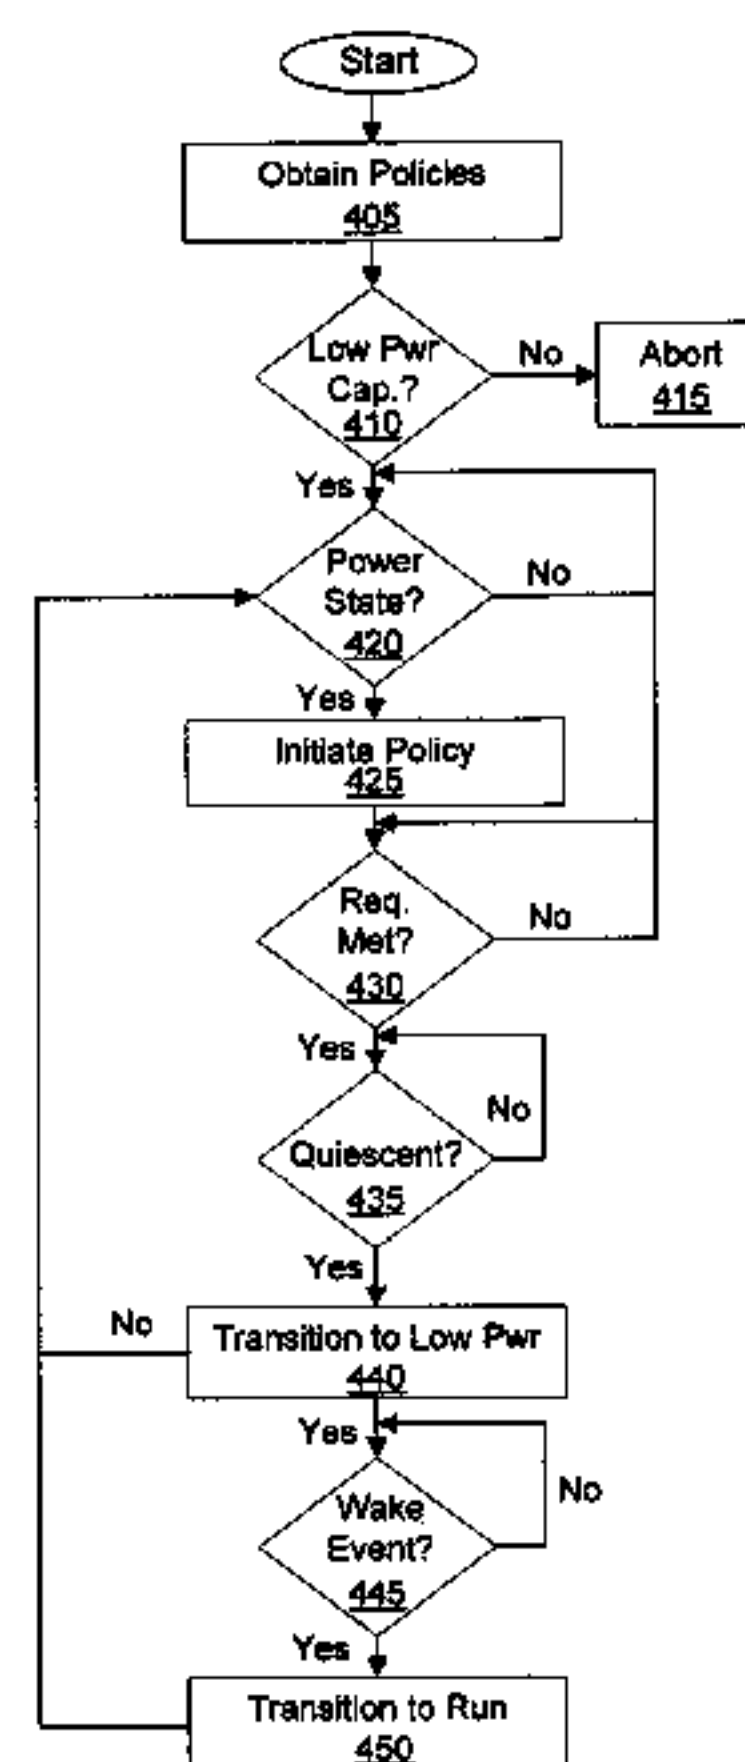 Start
Obtain Policies
405
Low Pwr
Cap.?
410
No
Abort
415
Yes
Power
State?
420
No
Yes
Initiate Policy
425
Req.
Met?
430
No
Yes
No
Quiescent?
435
Yes
No
Transition to Low Pwr
440
Yes
No
Wake
Event?
445
Yes
Transition to Run
450